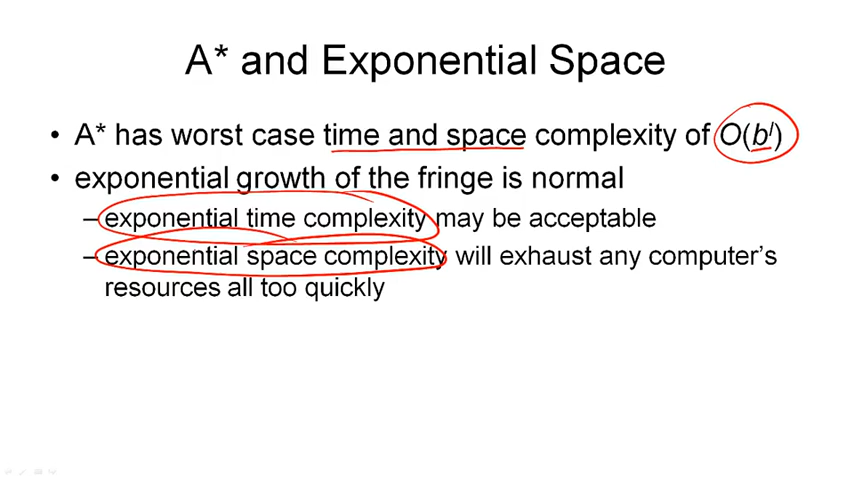 A* and Exponential Space
• A* has worst case time and space complexity of O(bˡ)
• exponential growth of the fringe is normal
– exponential time complexity may be acceptable
– exponential space complexity will exhaust any computer's
resources all too quickly